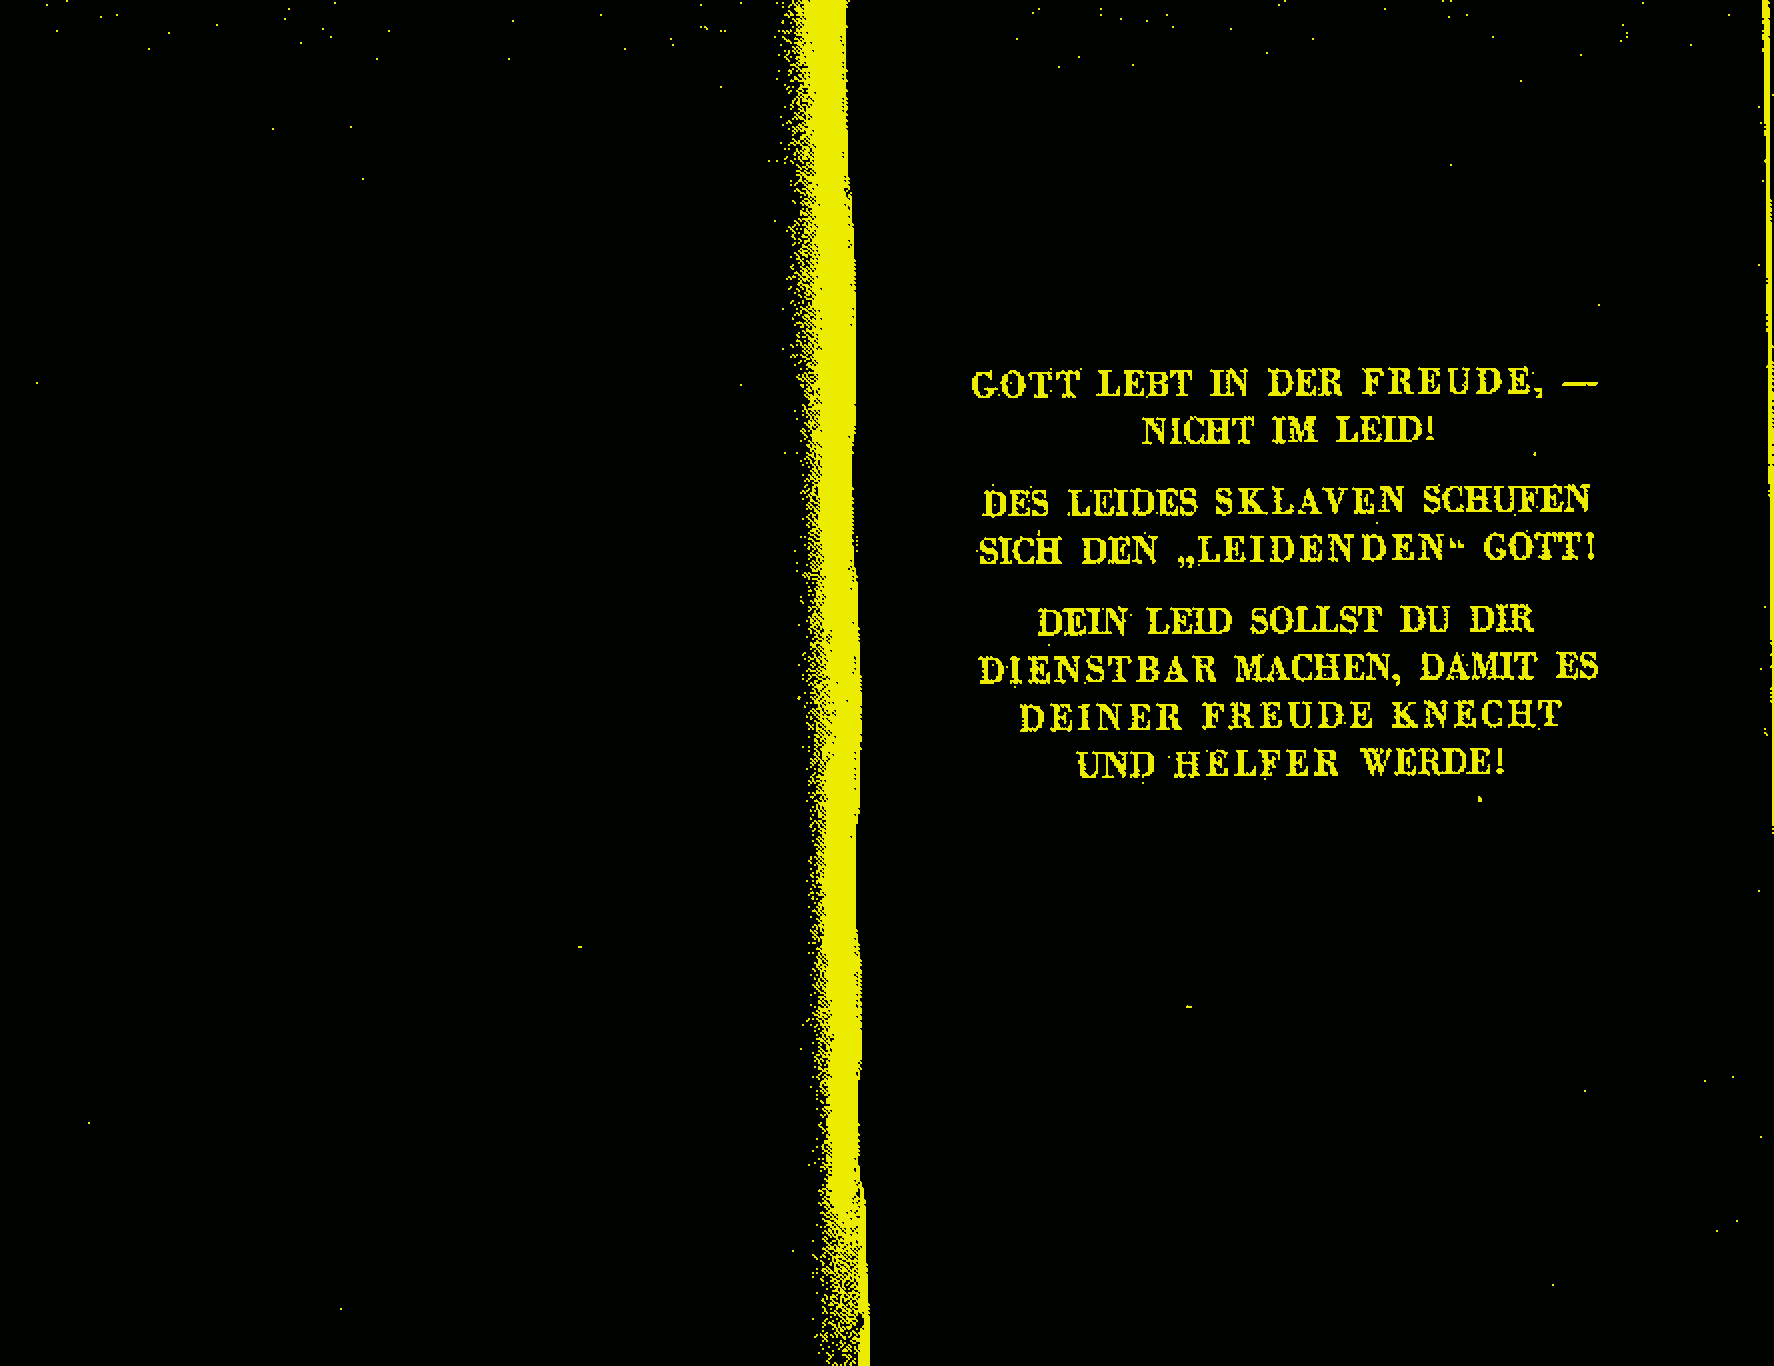 GOTT LEBT IN DER FREUDE, —
NICHT IM LEID!
DES LEIDES SKLAVEN SCHUFEN
SICH DEN „LEIDENDEN“ GOTT!
DEIN LEID SOLLST DU DIR
DIENSTBAR MACHEN, DAMIT ES
DEINER FREUDE KNECHT
UND HELFER WERDE!